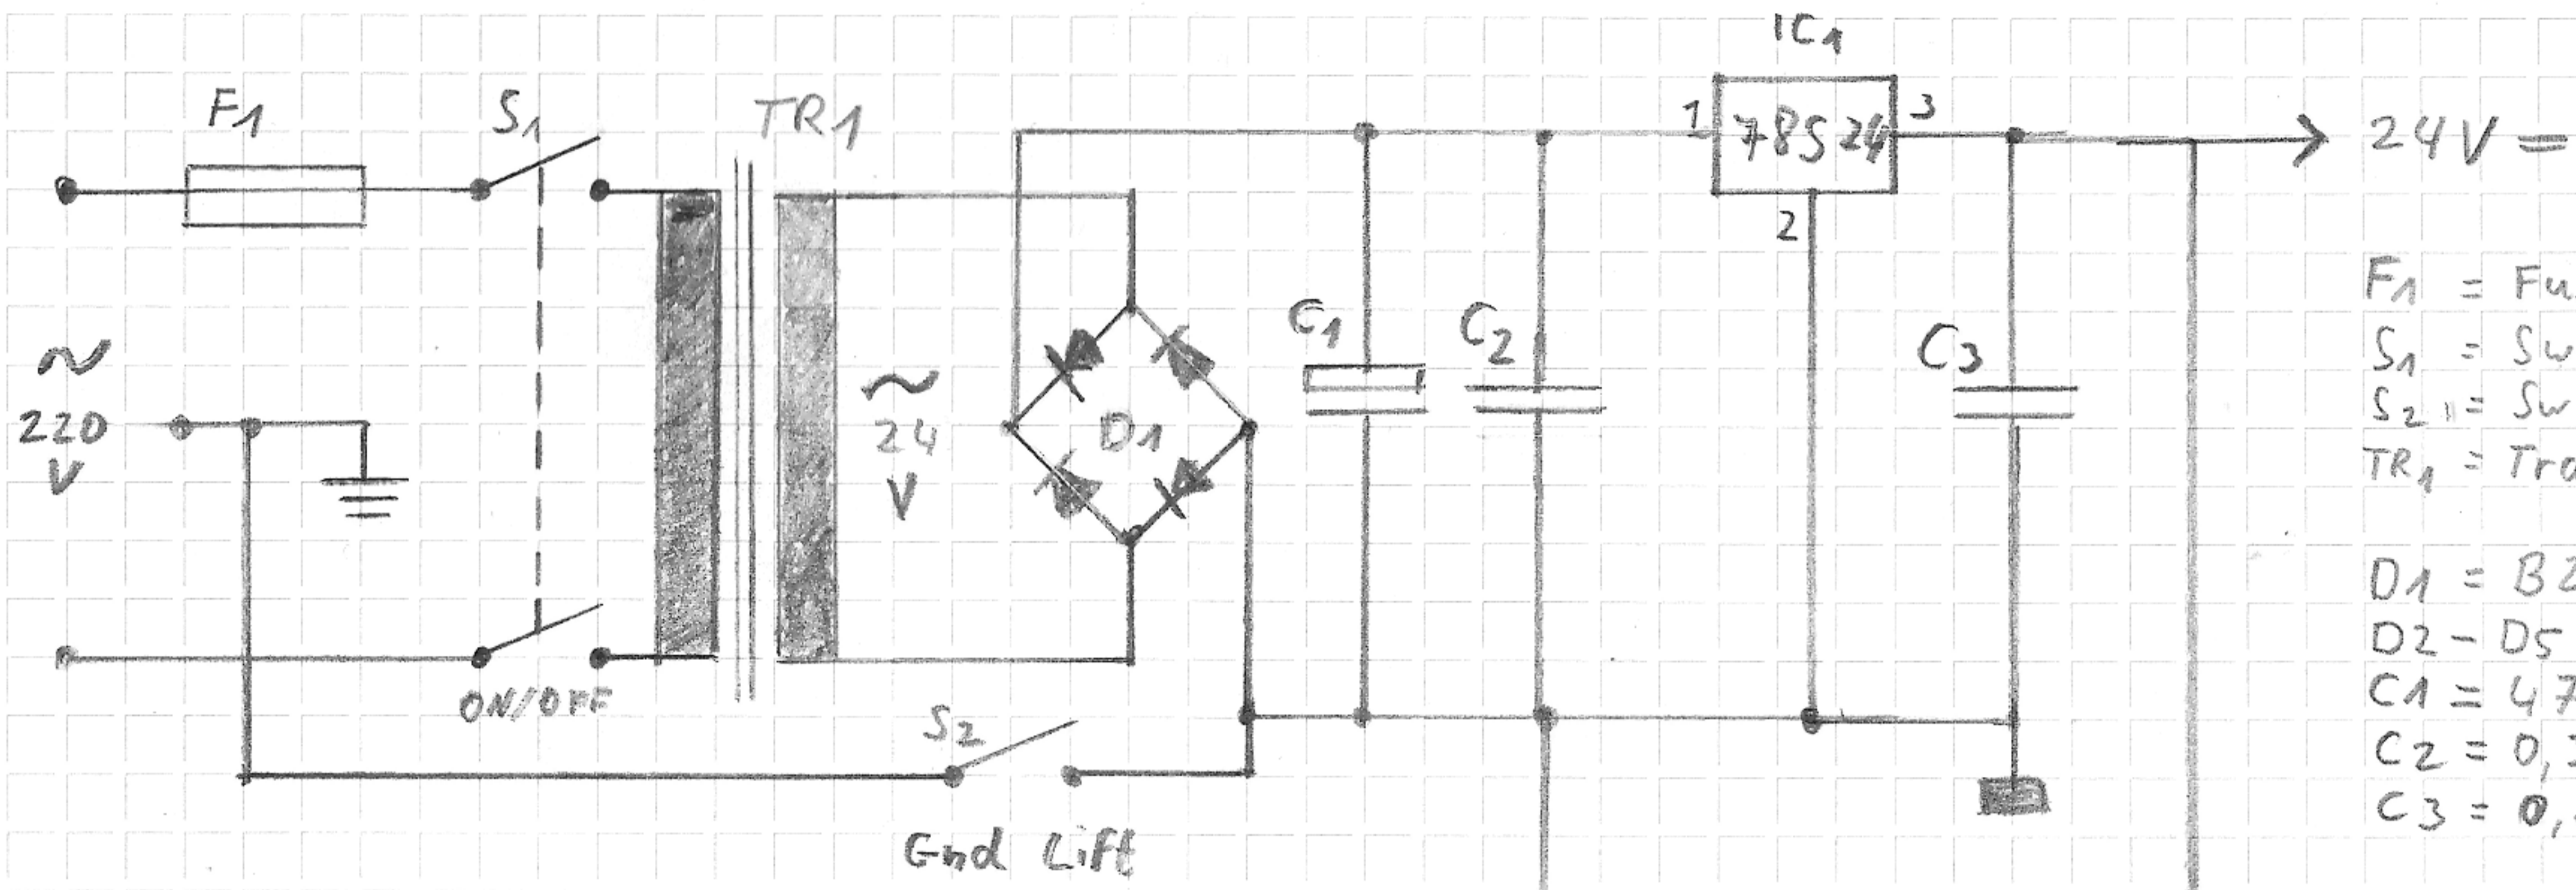 IC1
F1
S1
TR1
1
78S24
3
24V =
2
F1 = Fu
S1 = Sw
S2 = Sw
TR1 = Tra
C1
C2
C3
~
220
V
~
24
V
D1
D1 = B
D2 - D5
C1 = 47
C2 = 0,
C3 = 0,
ON/OFF
S2
Gnd Lift